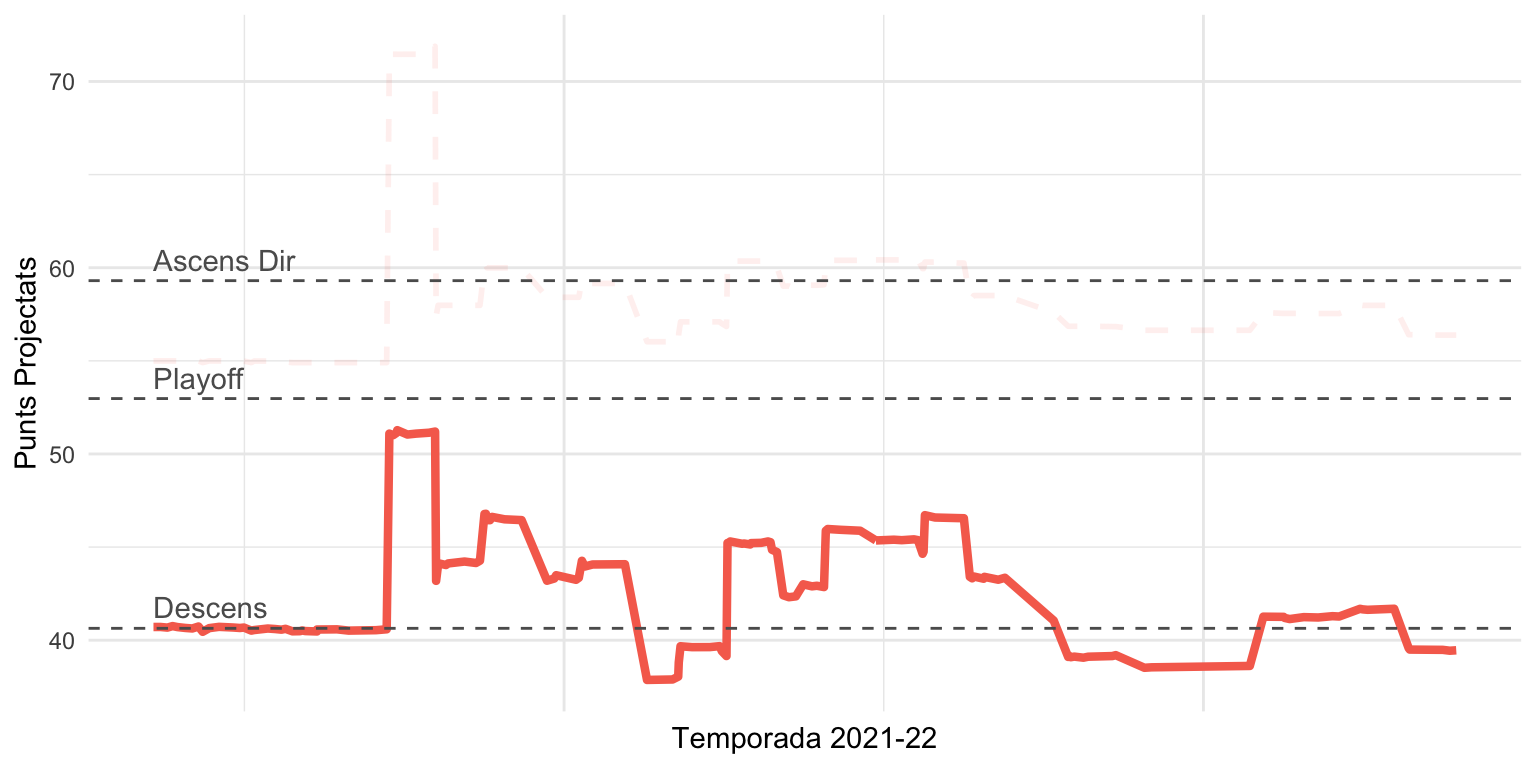 70
Ascens Dir
60
Playoff
50
Descens
40
Punts Projectats
Temporada 2021-22